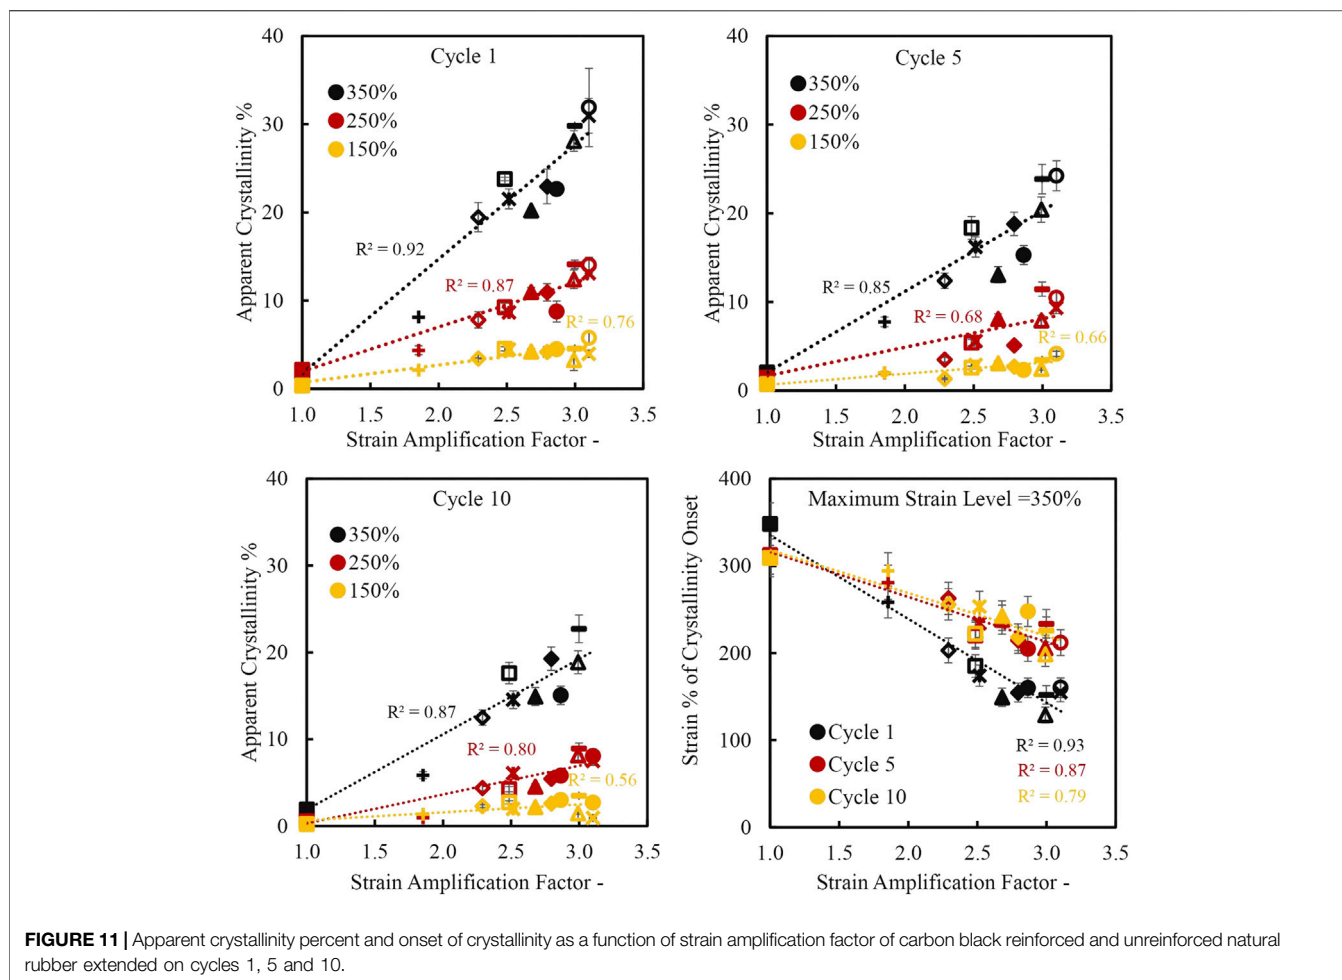 Cycle 1
350%
250%
150%
R² = 0.92
R² = 0.87
R² = 0.76
Apparent Crystallinity %
40
30
20
10
0
1.0 1.5 2.0 2.5 3.0 3.5
Strain Amplification Factor -
Cycle 5
350%
250%
150%
R² = 0.85
R² = 0.68
R² = 0.66
Apparent Crystallinity %
40
30
20
10
0
1.0 1.5 2.0 2.5 3.0 3.5
Strain Amplification Factor -
Cycle 10
350%
250%
150%
R² = 0.87
R² = 0.80
R² = 0.56
Apparent Crystallinity %
40
30
20
10
0
1.0 1.5 2.0 2.5 3.0 3.5
Strain Amplification Factor -
Maximum Strain Level =350%
Cycle 1
Cycle 5
Cycle 10
R² = 0.93
R² = 0.87
R² = 0.79
Strain % of Crystallinity Onset
400
300
200
100
0
1.0 1.5 2.0 2.5 3.0 3.5
Strain Amplification Factor -
FIGURE 11 | Apparent crystallinity percent and onset of crystallinity as a function of strain amplification factor of carbon black reinforced and unreinforced natural
rubber extended on cycles 1, 5 and 10.